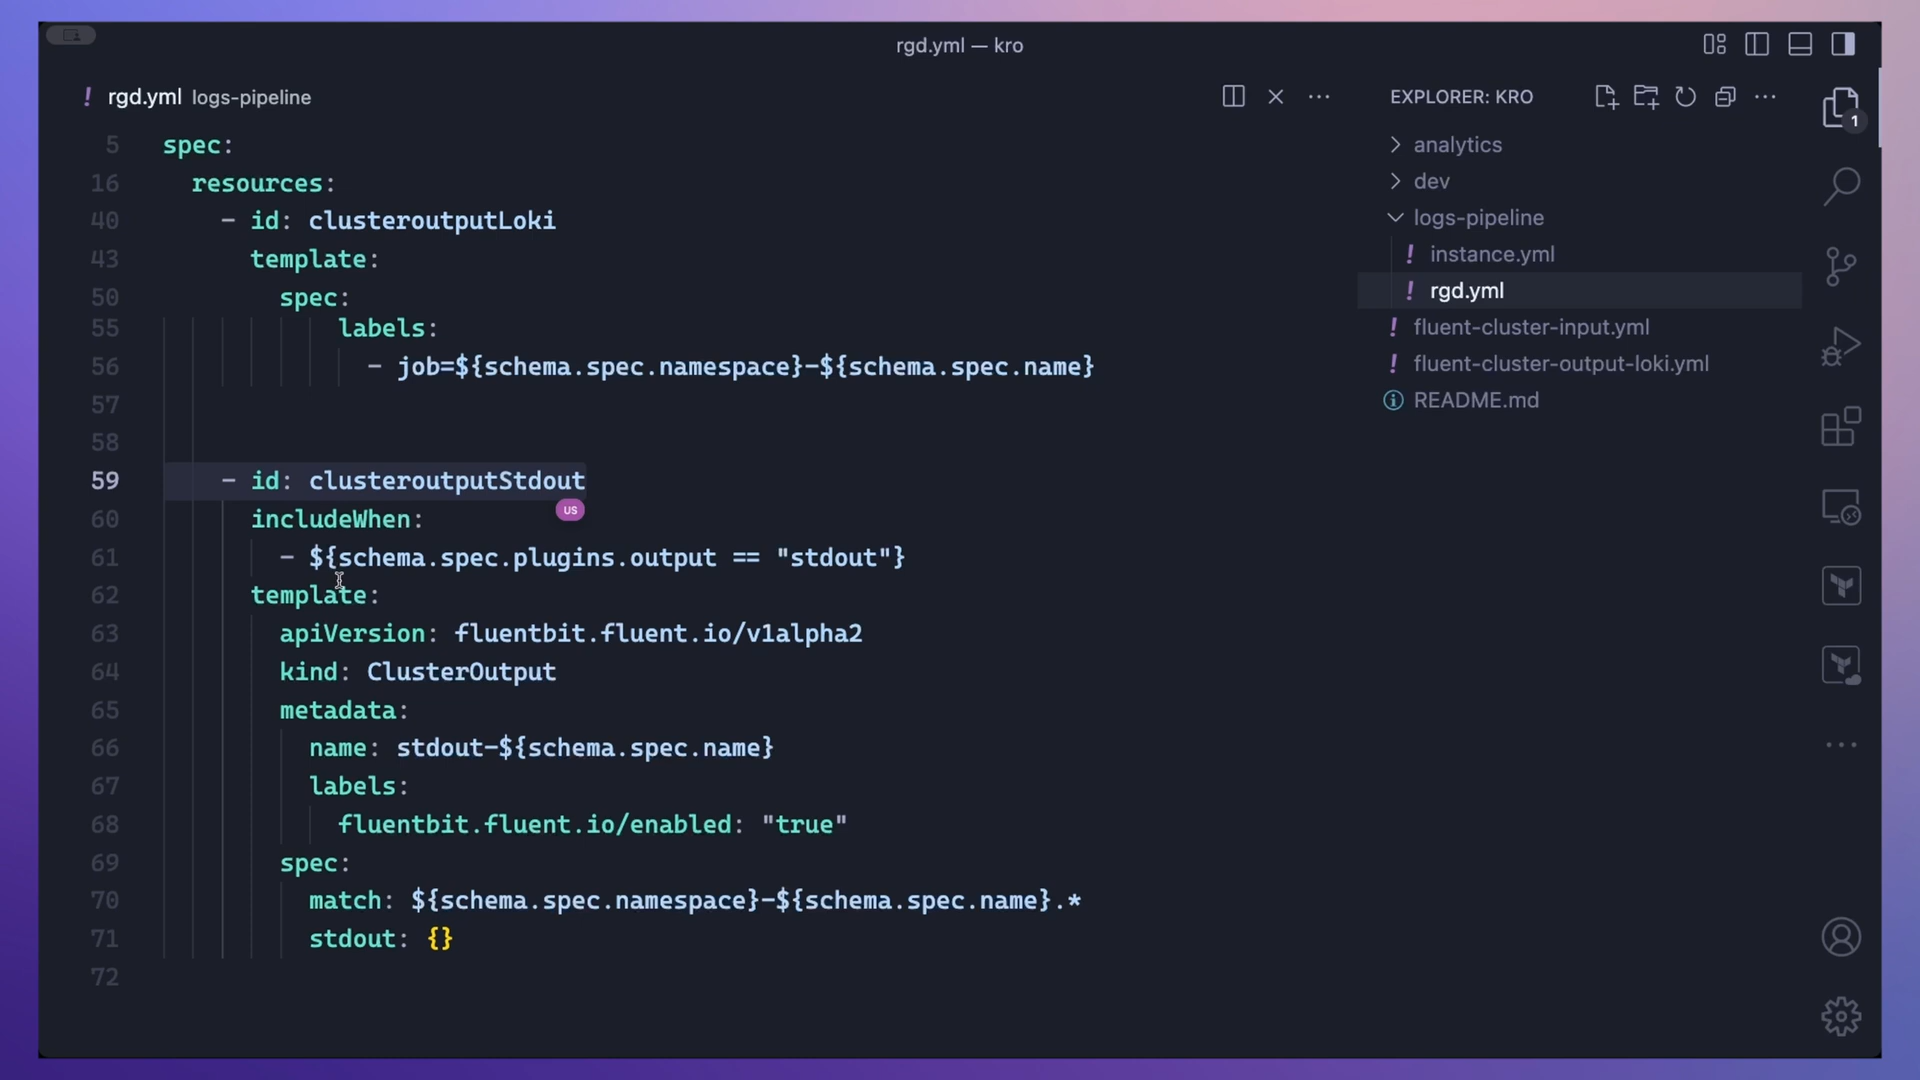 rgd.yml — kro
! rgd.yml logs-pipeline
5 spec:
16 resources:
40 - id: clusteroutputLoki
43 template:
50 spec:
55 labels:
56 - job=${schema.spec.namespace}-${schema.spec.name}
57
58
59 - id: clusteroutputStdout
US
60 includeWhen:
61 - ${schema.spec.plugins.output == "stdout"}
62 template:
63 apiVersion: fluentbit.fluent.io/v1alpha2
64 kind: ClusterOutput
65 metadata:
66 name: stdout-${schema.spec.name}
67 labels:
68 fluentbit.fluent.io/enabled: "true"
69 spec:
70 match: ${schema.spec.namespace}-${schema.spec.name}.*
71 stdout: {}
72
EXPLORER: KRO
analytics
dev
logs-pipeline
! instance.yml
! rgd.yml
! fluent-cluster-input.yml
! fluent-cluster-output-loki.yml
README.md
1